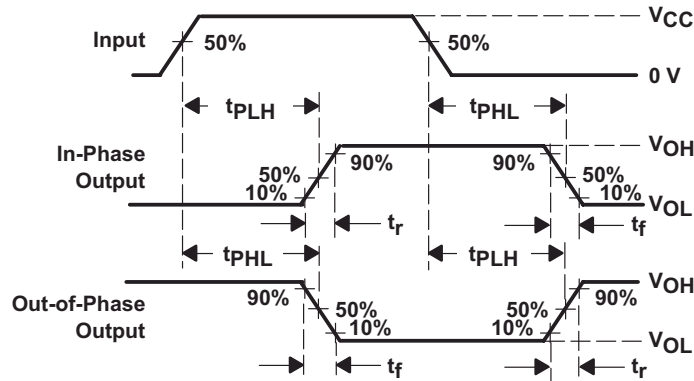 VCC
Input
50%
50%
0 V
tPLH
tPHL
In-Phase
Output
VOH
50%
10%
90%
90%
50%
10%
VOL
tr
tf
tPHL
tPLH
Out-of-Phase
Output
VOH
90%
50%
10%
50%
10%
90%
VOL
tf
tr